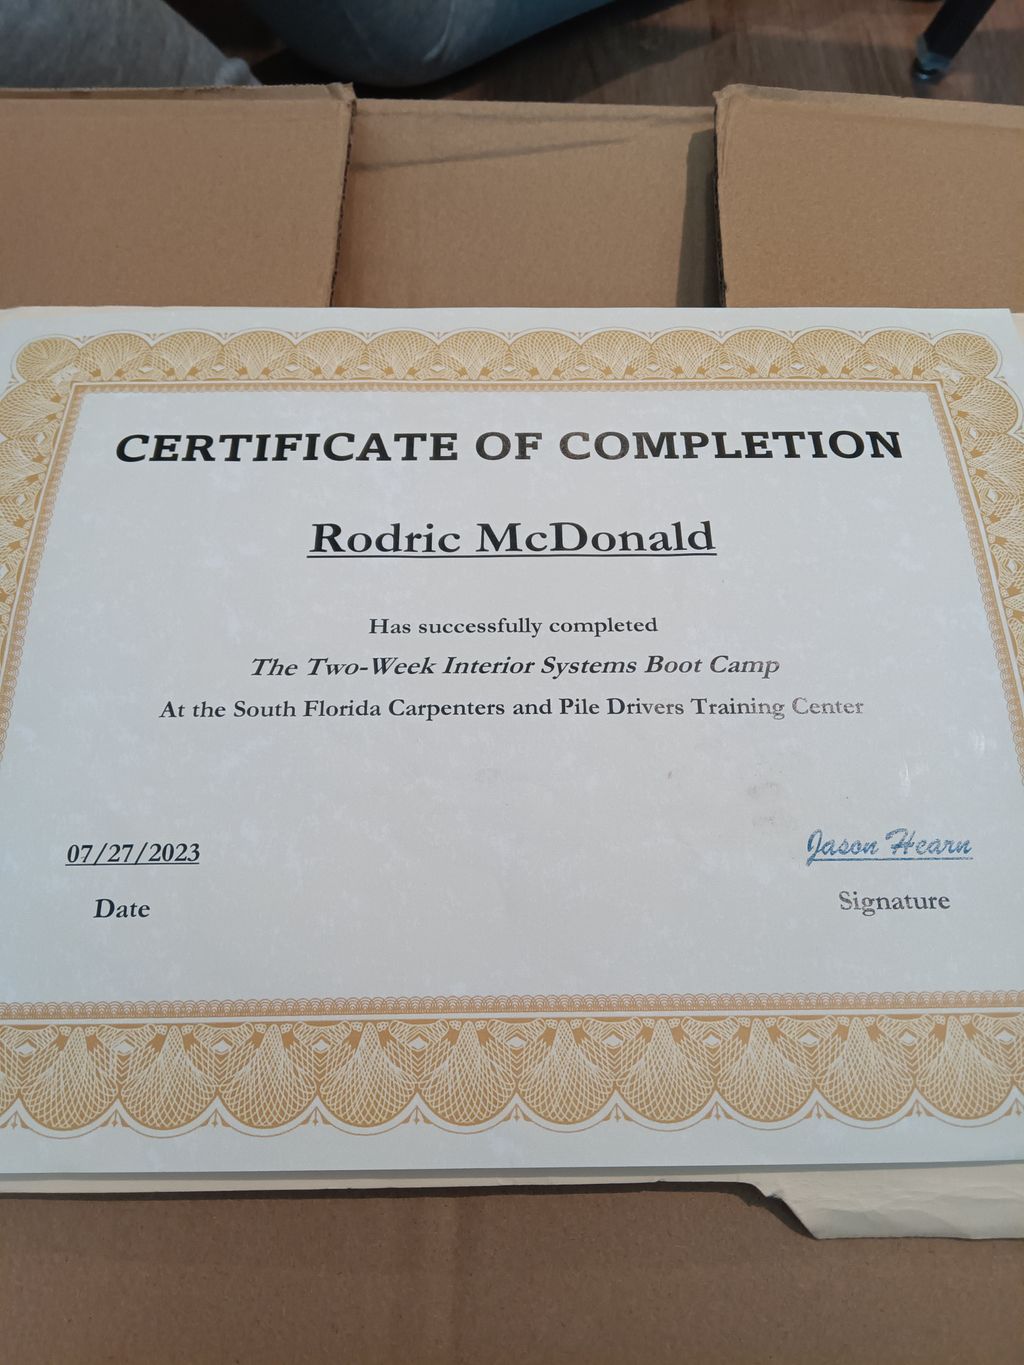 CERTIFICATE OF COMPLETION
Rodric McDonald
Has successfully completed
The Two-Week Interior Systems Boot Camp
At the South Florida Carpenters and Pile Drivers Training Center
07/27/2023
Jason Hearn
Date
Signature